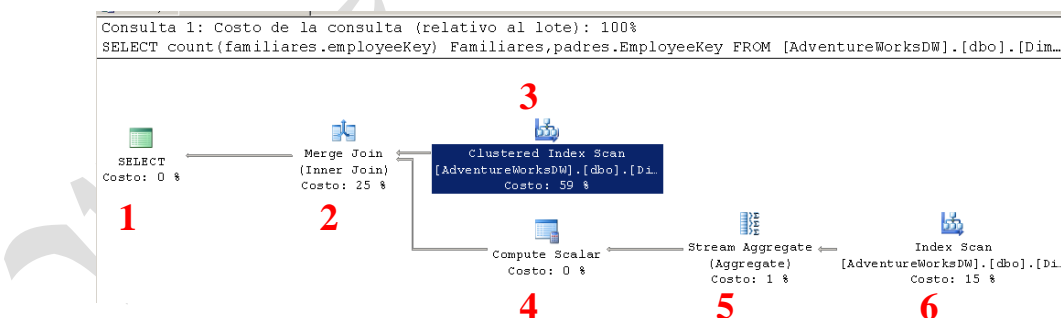 Consulta 1: Costo de la consulta (relativo al lote): 100%
SELECT count(familiares.employeeKey) Familiares,padres.EmployeeKey FROM [AdventureWorksDW].[dbo].[Dim…
3
SELECT
Costo: 0 %
Merge Join
(Inner Join)
Costo: 25 %
Clustered Index Scan
[AdventureWorksDW].[dbo].[Di…
Costo: 59 %
1
2
Compute Scalar
Costo: 0 %
Stream Aggregate
(Aggregate)
Costo: 1 %
Index Scan
[AdventureWorksDW].[dbo].[Di…
Costo: 15 %
4
5
6